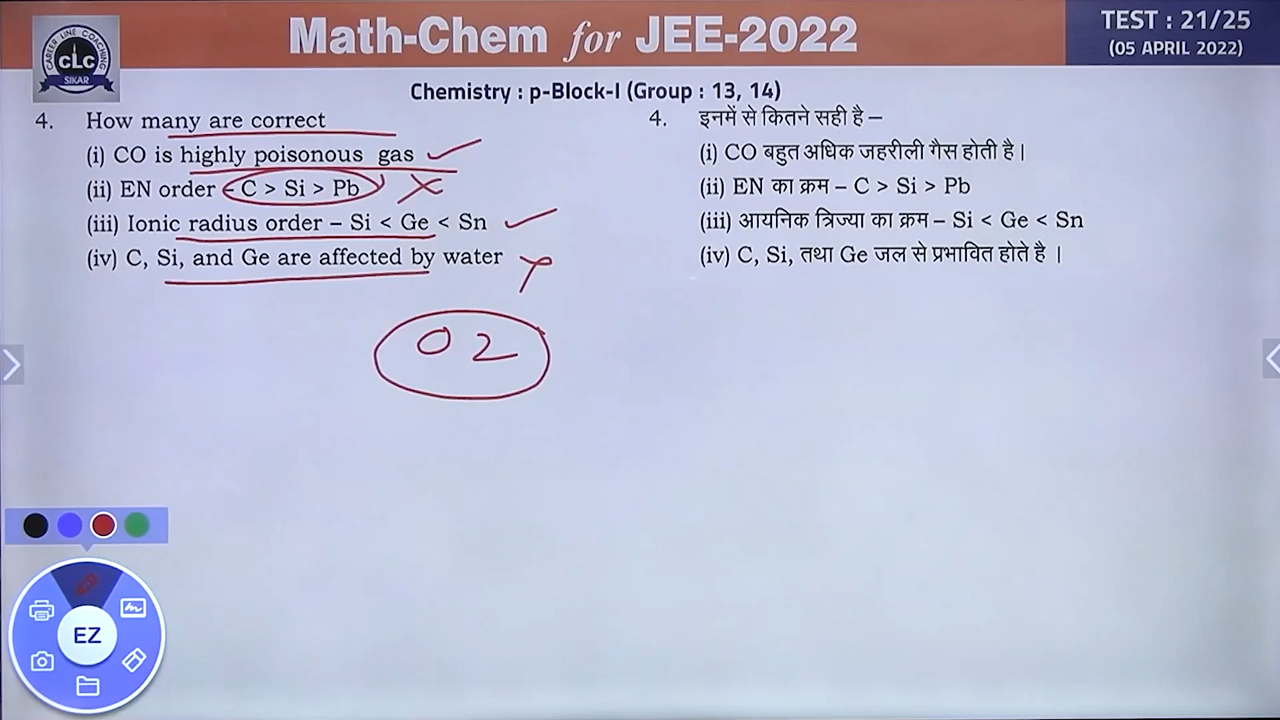 Math-Chem for JEE-2022
TEST : 21/25
(05 APRIL 2022)
CAREER LINE COACHING
CLC
SIKAR
Chemistry : p-Block-I (Group : 13, 14)
4. How many are correct
(i) CO is highly poisonous gas
(ii) EN order – C > Si > Pb
(iii) Ionic radius order – Si < Ge < Sn
(iv) C, Si, and Ge are affected by water
02
4. इनमें से कितने सही है –
(i) CO बहुत अधिक जहरीली गैस होती है।
(ii) EN का क्रम – C > Si > Pb
(iii) आयनिक त्रिज्या का क्रम – Si < Ge < Sn
(iv) C, Si, तथा Ge जल से प्रभावित होते है ।
EZ